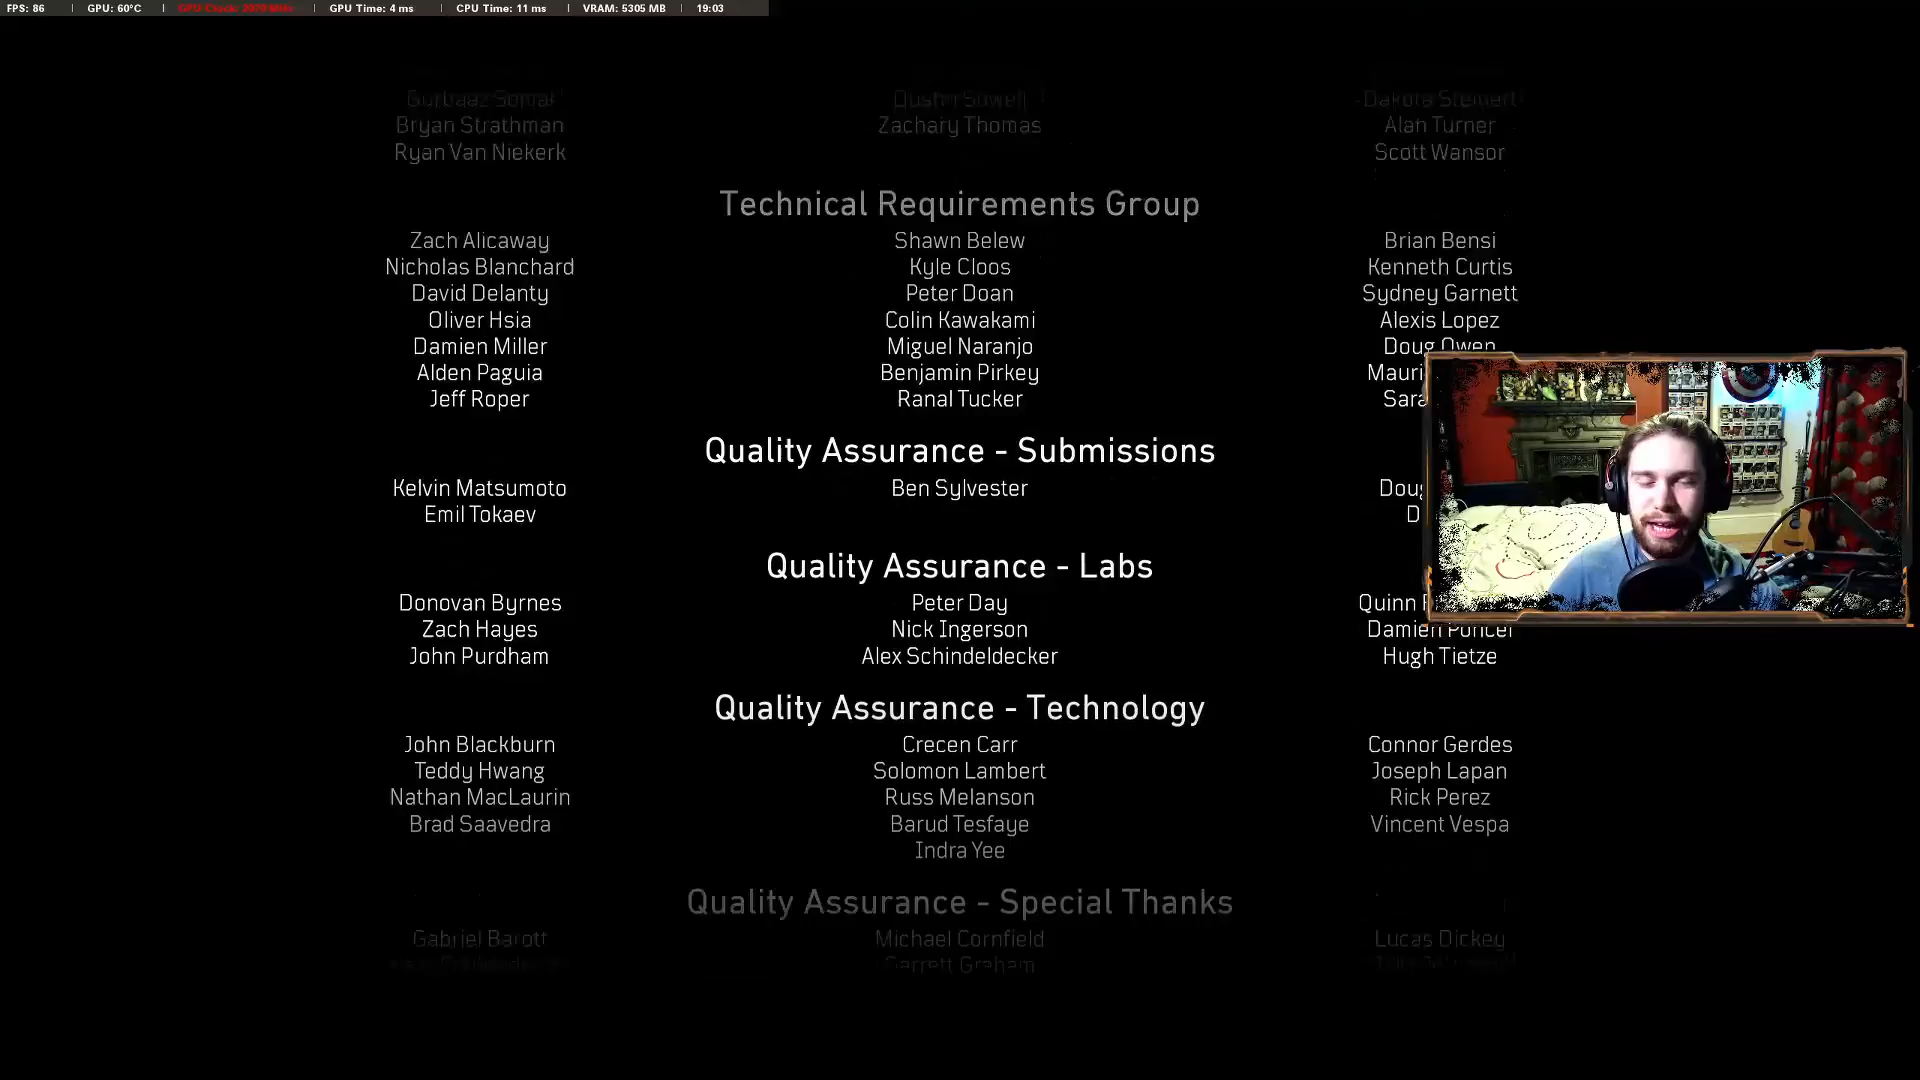 FPS: 86 | GPU: 60°C | GPU Time: 4 ms | CPU Time: 11 ms | VRAM: 5305 MB | 19:03
Bryan Strathman Zachary Thomas Alan Turner
Ryan Van Niekerk Scott Wansor
Technical Requirements Group
Zach Alicaway Shawn Belew Brian Bensi
Nicholas Blanchard Kyle Cloos Kenneth Curtis
David Delanty Peter Doan Sydney Garnett
Oliver Hsia Colin Kawakami Alexis Lopez
Damien Miller Miguel Naranjo Doug Owen
Alden Paguia Benjamin Pirkey
Jeff Roper Ranal Tucker
Quality Assurance - Submissions
Kelvin Matsumoto Ben Sylvester
Emil Tokaev
Quality Assurance - Labs
Donovan Byrnes Peter Day Quinn
Zach Hayes Nick Ingerson Damien
John Purdham Alex Schindeldecker Hugh Tietze
Quality Assurance - Technology
John Blackburn Crecen Carr Connor Gerdes
Teddy Hwang Solomon Lambert Joseph Lapan
Nathan MacLaurin Russ Melanson Rick Perez
Brad Saavedra Barud Tesfaye Vincent Vespa
Indra Yee
Quality Assurance - Special Thanks
Gabriel Barott Michael Cornfield Lucas Dickey
Garrett Graham